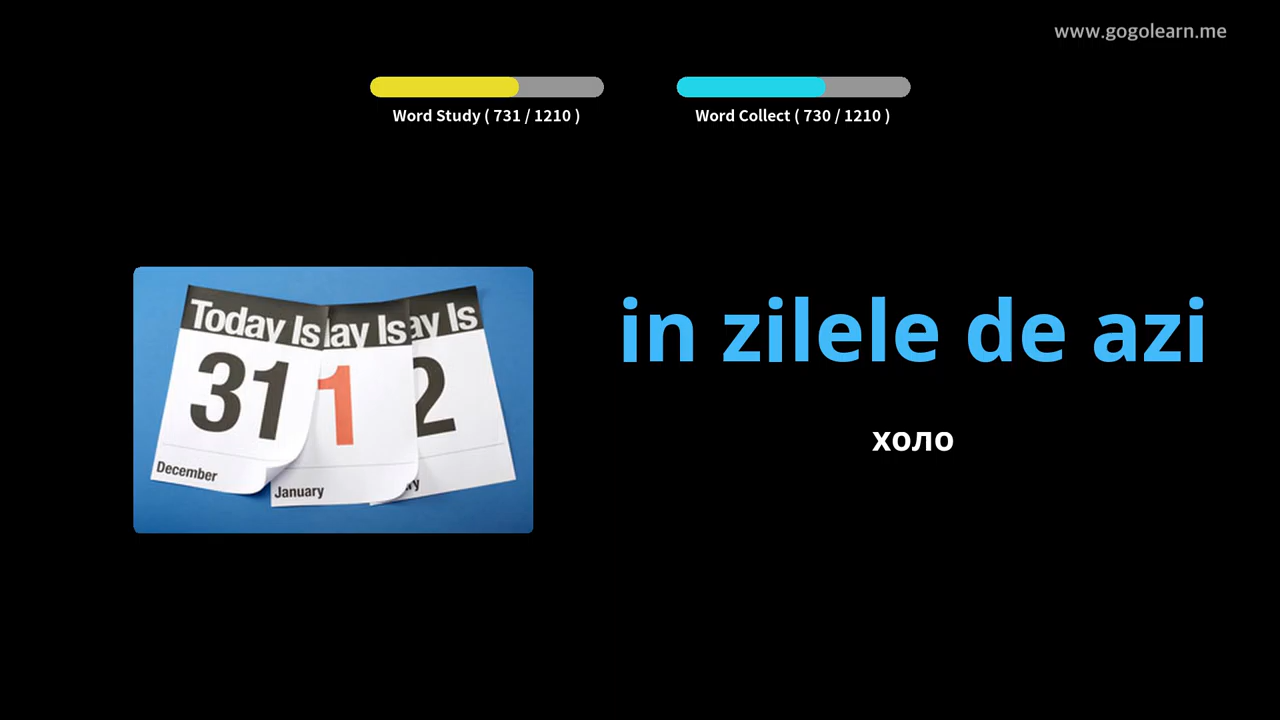 www.gogolearn.me
Word Study ( 731 / 1210 )
Word Collect ( 730 / 1210 )
Today Is
ay Is
ay Is
31
1
2
December
January
ry
in zilele de azi
холо